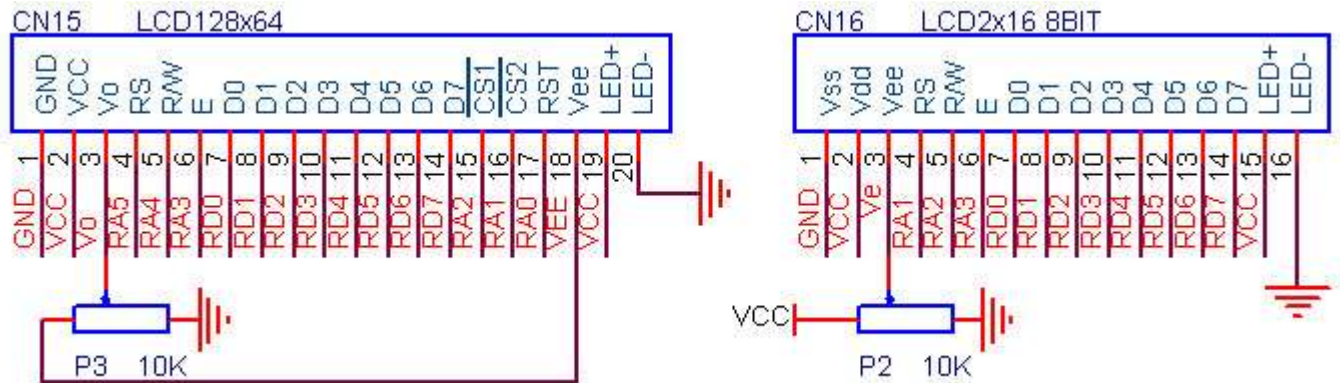 CN15 LCD128x64
GND VCC Vo RS R/W E D0 D1 D2 D3 D4 D5 D6 D7 CS1 CS2 RST Vee LED+ LED-
1 2 3 4 5 6 7 8 9 10 11 12 13 14 15 16 17 18 19 20
GND VCC Vo RA5 RA4 RA3 RD0 RD1 RD2 RD3 RD4 RD5 RD6 RD7 RA2 RA1 RA0 VEE VCC
P3 10K
CN16 LCD2x16 8BIT
Vss Vdd Vee RS R/W E D0 D1 D2 D3 D4 D5 D6 D7 LED+ LED-
1 2 3 4 5 6 7 8 9 10 11 12 13 14 15 16
GND VCC Ve RA1 RA2 RA3 RD0 RD1 RD2 RD3 RD4 RD5 RD6 RD7 VCC
VCC
P2 10K